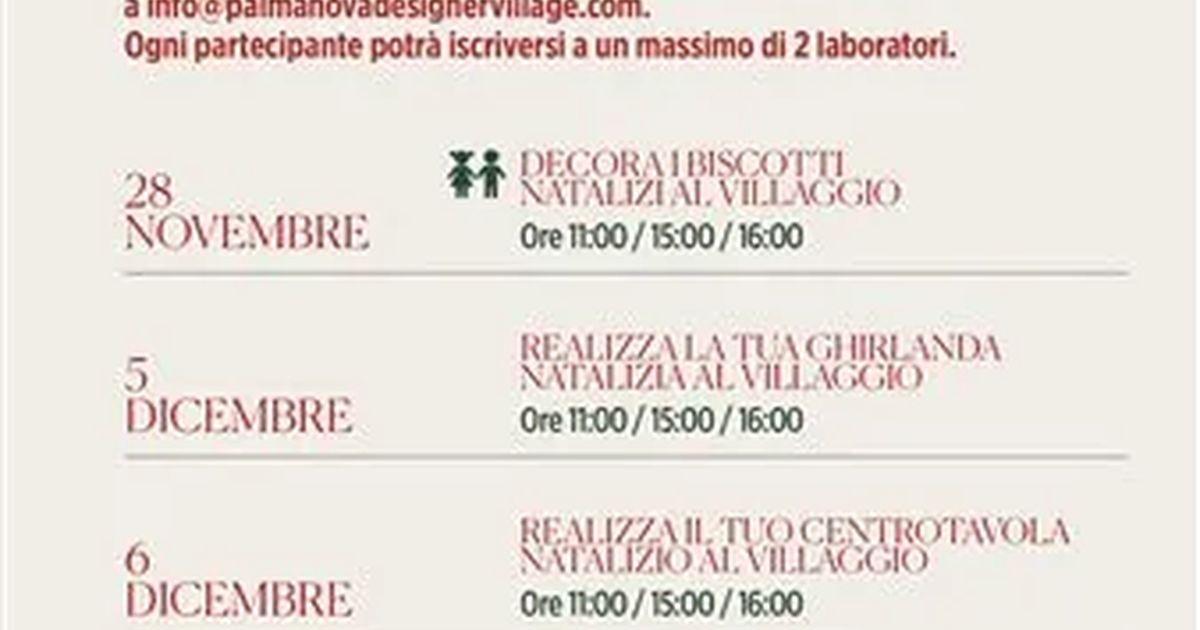 a info@palmanovadesignervillage.com.
Ogni partecipante potrà iscriversi a un massimo di 2 laboratori.
28
NOVEMBRE
DECORA I BISCOTTI
NATALIZI AL VILLAGGIO
Ore 11:00 / 15:00 / 16:00
5
DICEMBRE
REALIZZA LA TUA GHIRLANDA
NATALIZIA AL VILLAGGIO
Ore 11:00 / 15:00 / 16:00
6
DICEMBRE
REALIZZA IL TUO CENTROTAVOLA
NATALIZIO AL VILLAGGIO
Ore 11:00 / 15:00 / 16:00